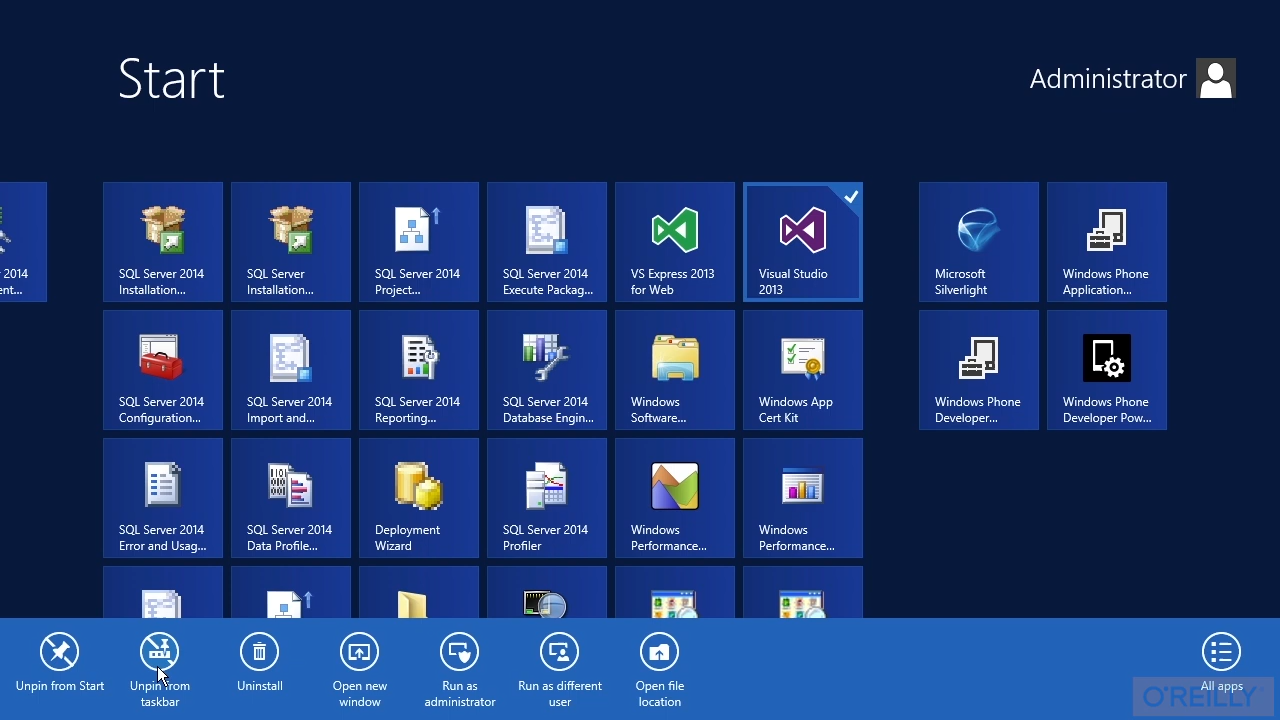 Start
Administrator
2014
ent...
SQL Server 2014
Installation...
SQL Server
Installation...
SQL Server 2014
Project...
SQL Server 2014
Execute Packag...
VS Express 2013
for Web
Visual Studio
2013
Microsoft
Silverlight
Windows Phone
Application...
SQL Server 2014
Configuration...
SQL Server 2014
Import and...
SQL Server 2014
Reporting...
SQL Server 2014
Database Engin...
Windows
Software...
Windows App
Cert Kit
Windows Phone
Developer...
Windows Phone
Developer Pow...
SQL Server 2014
Error and Usag...
SQL Server 2014
Data Profile...
Deployment
Wizard
SQL Server 2014
Profiler
Windows
Performance...
Windows
Performance...
Unpin from Start
Unpin from
taskbar
Uninstall
Open new
window
Run as
administrator
Run as different
user
Open file
location
All apps
O'REILLY